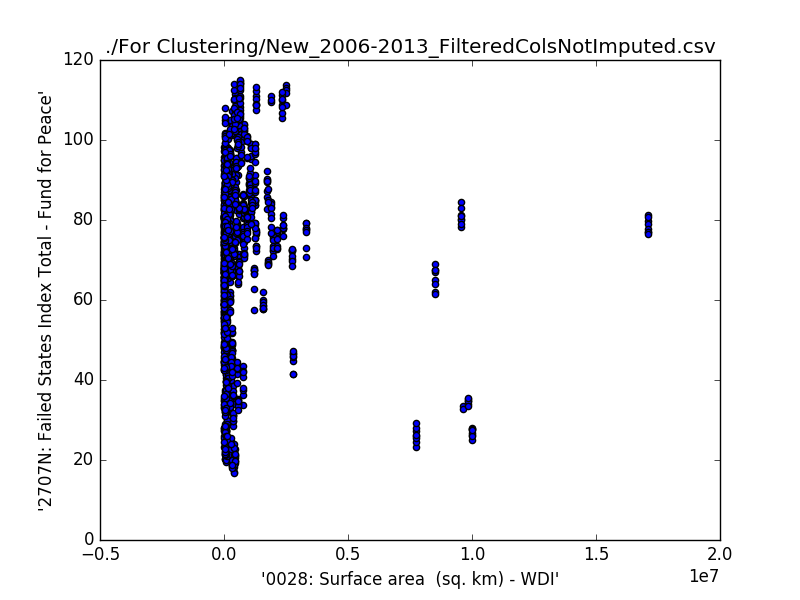 ./For Clustering/New_2006-2013_FilteredColsNotImputed.csv
120
100
80
60
40
20
0
'2707N: Failed States Index Total - Fund for Peace'
−0.5 0.0 0.5 1.0 1.5 2.0
1e7
'0028: Surface area  (sq. km) - WDI'